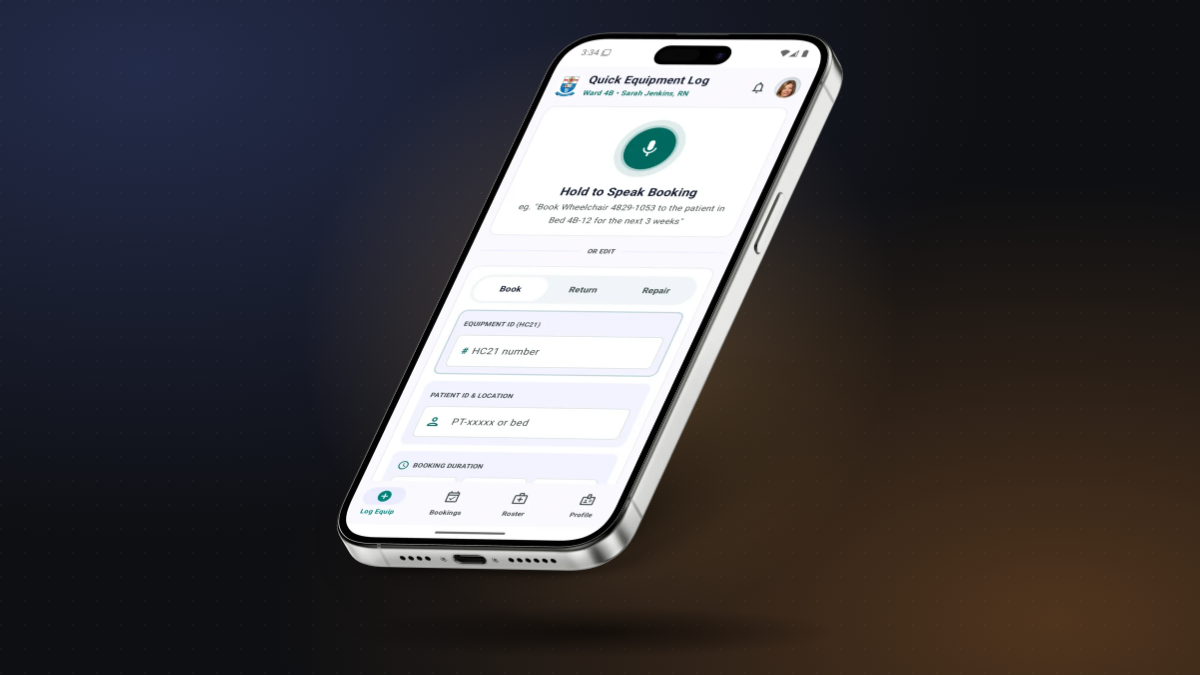 3:34
Quick Equipment Log
Ward 4B • Sarah Jenkins, RN
Hold to Speak Booking
eg. "Book Wheelchair 4829-1053 to the patient in
Bed 4B-12 for the next 3 weeks"
OR EDIT
Book Return Repair
EQUIPMENT ID (HC21)
# HC21 number
PATIENT ID & LOCATION
PT-xxxxx or bed
BOOKING DURATION
Log Equip Bookings Roster Profile